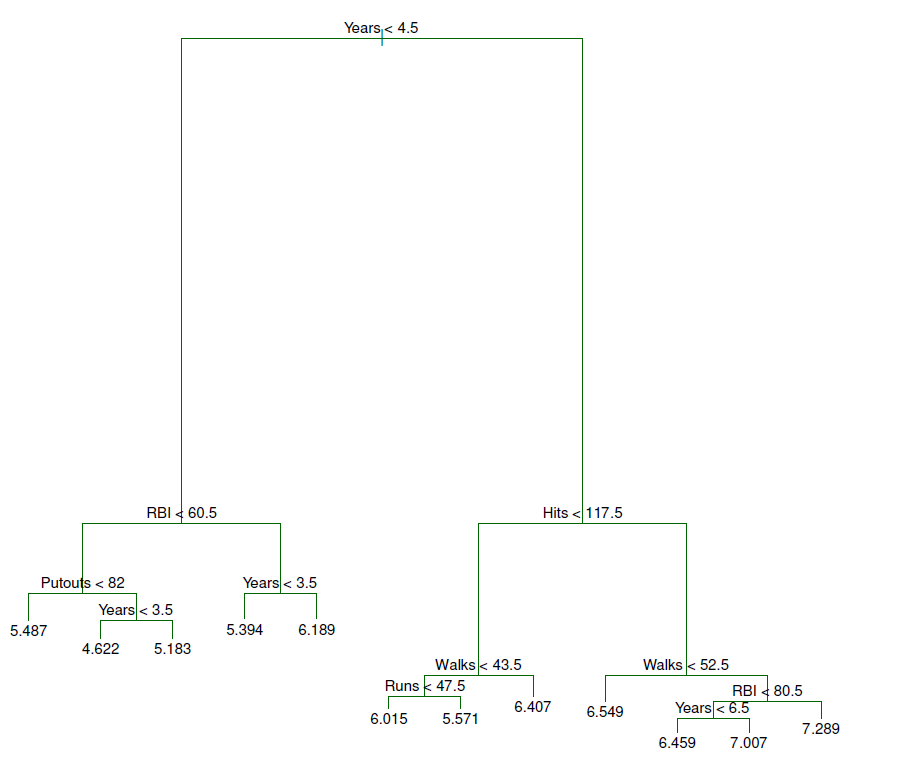 Years < 4.5
RBI < 60.5
Hits < 117.5
Putouts < 82
Years < 3.5
Years < 3.5
5.487
5.394
6.189
4.622
5.183
Walks < 43.5
Walks < 52.5
Runs < 47.5
RBI < 80.5
6.407
Years < 6.5
6.549
6.015
5.571
7.289
6.459
7.007